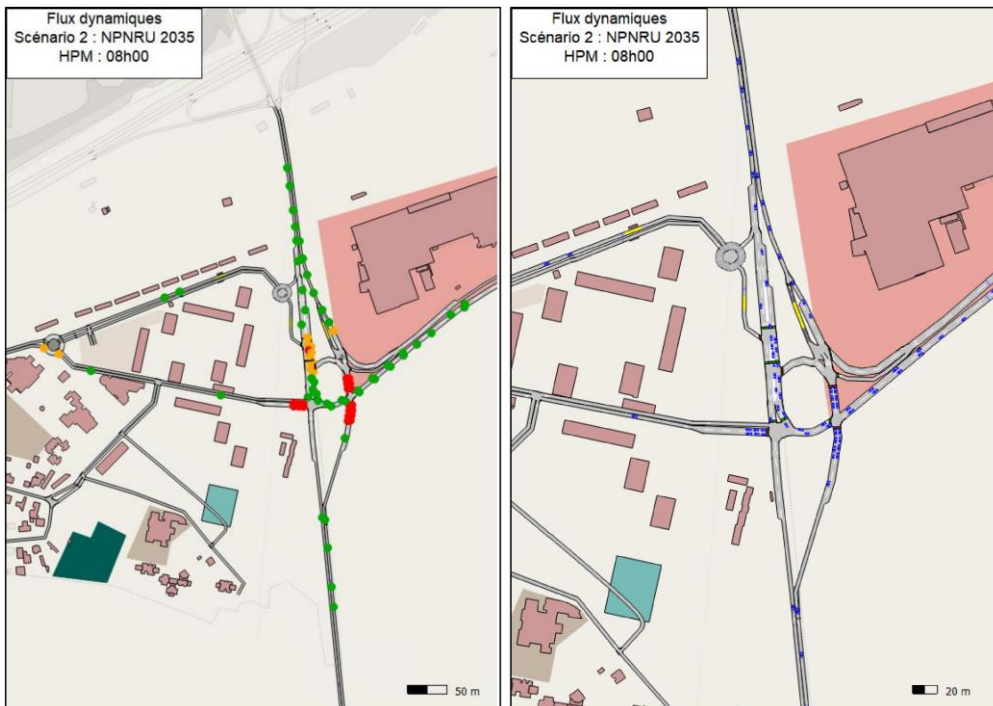 Flux dynamiques
Scénario 2 : NPNRU 2035
HPM : 08h00
50 m
Flux dynamiques
Scénario 2 : NPNRU 2035
HPM : 08h00
20 m